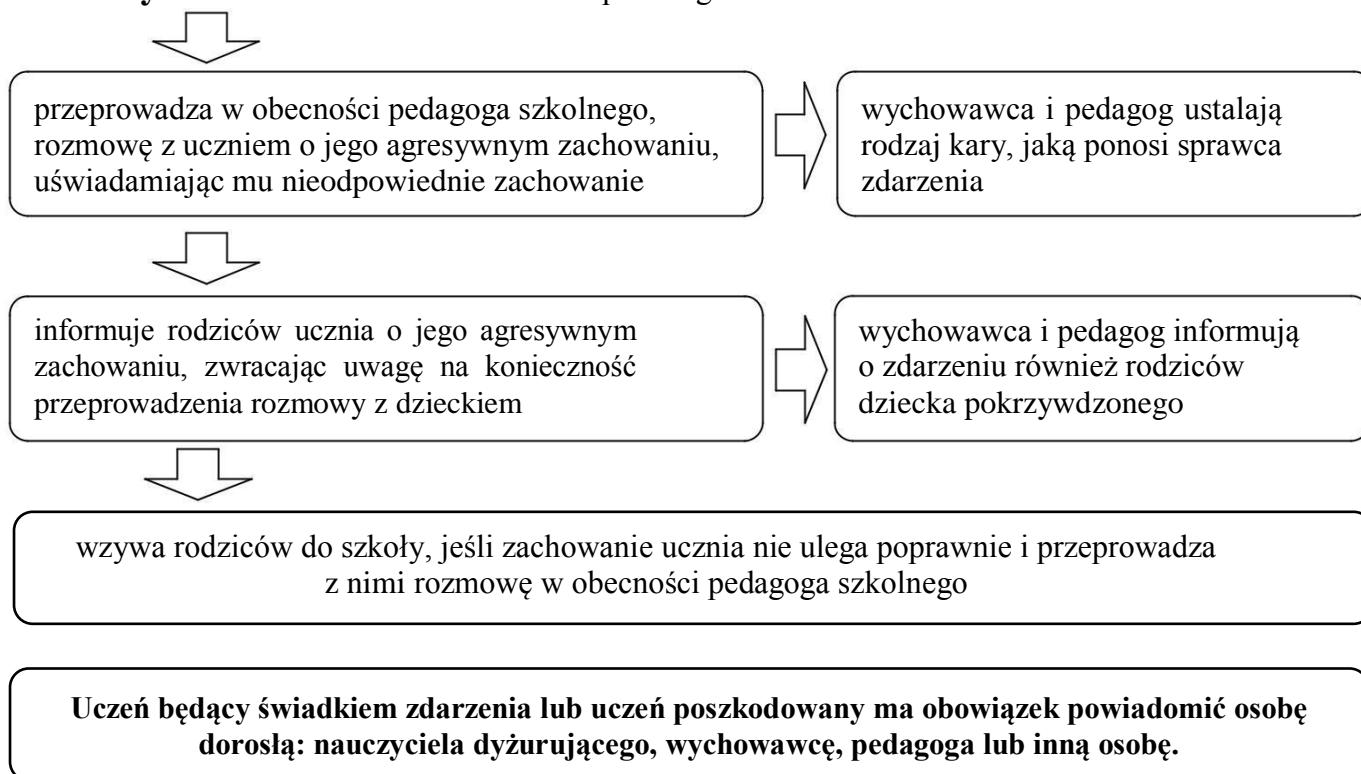 przeprowadza w obecności pedagoga szkolnego,
rozmowę z uczniem o jego agresywnym zachowaniu,
uświadamiając mu nieodpowiednie zachowanie
wychowawca i pedagog ustalają
rodzaj kary, jaką ponosi sprawca
zdarzenia
informuje rodziców ucznia o jego agresywnym
zachowaniu, zwracając uwagę na konieczność
przeprowadzenia rozmowy z dzieckiem
wychowawca i pedagog informują
o zdarzeniu również rodziców
dziecka pokrzywdzonego
wzywa rodziców do szkoły, jeśli zachowanie ucznia nie ulega poprawnie i przeprowadza
z nimi rozmowę w obecności pedagoga szkolnego
Uczeń będący świadkiem zdarzenia lub uczeń poszkodowany ma obowiązek powiadomić osobę
dorosłą: nauczyciela dyżurującego, wychowawcę, pedagoga lub inną osobę.